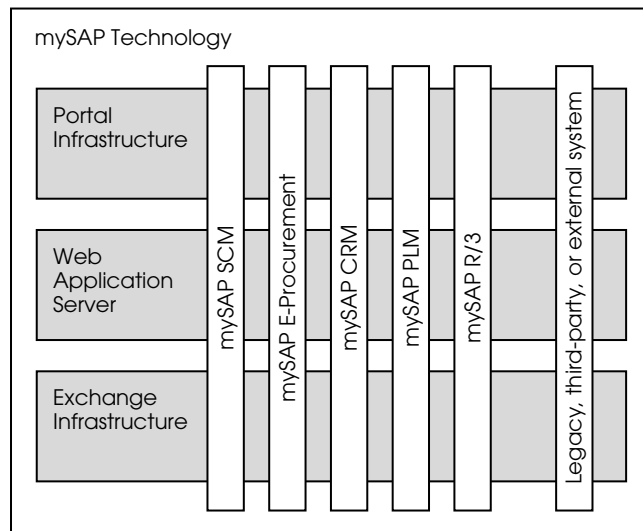 mySAP Technology
Portal
Infrastructure
Web
Application
Server
Exchange
Infrastructure
mySAP SCM
mySAP E-Procurement
mySAP CRM
mySAP PLM
mySAP R/3
Legacy, third-party, or external system